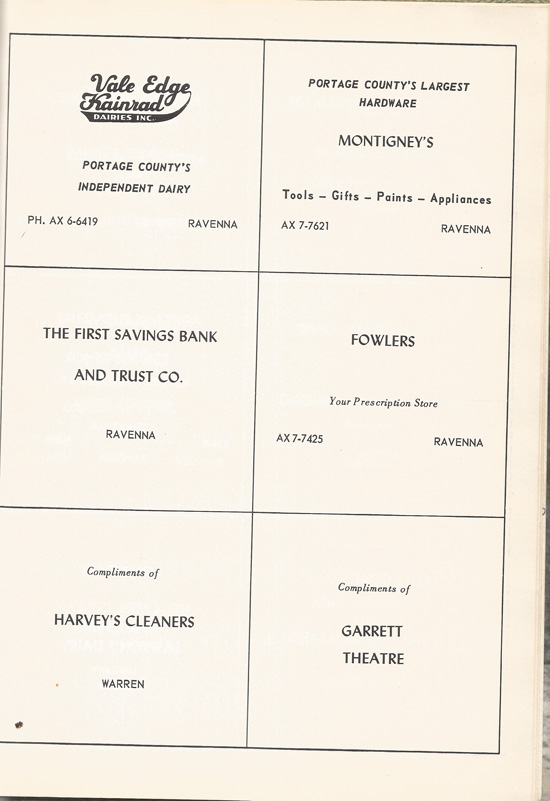 Vale Edge
Kainrad
DAIRIES INC.
PORTAGE COUNTY'S
INDEPENDENT DAIRY
PH. AX 6-6419 RAVENNA
PORTAGE COUNTY'S LARGEST
HARDWARE
MONTIGNEY'S
Tools – Gifts – Paints – Appliances
AX 7-7621 RAVENNA
THE FIRST SAVINGS BANK
AND TRUST CO.
RAVENNA
FOWLERS
Your Prescription Store
AX 7-7425 RAVENNA
Compliments of
HARVEY'S CLEANERS
WARREN
Compliments of
GARRETT
THEATRE